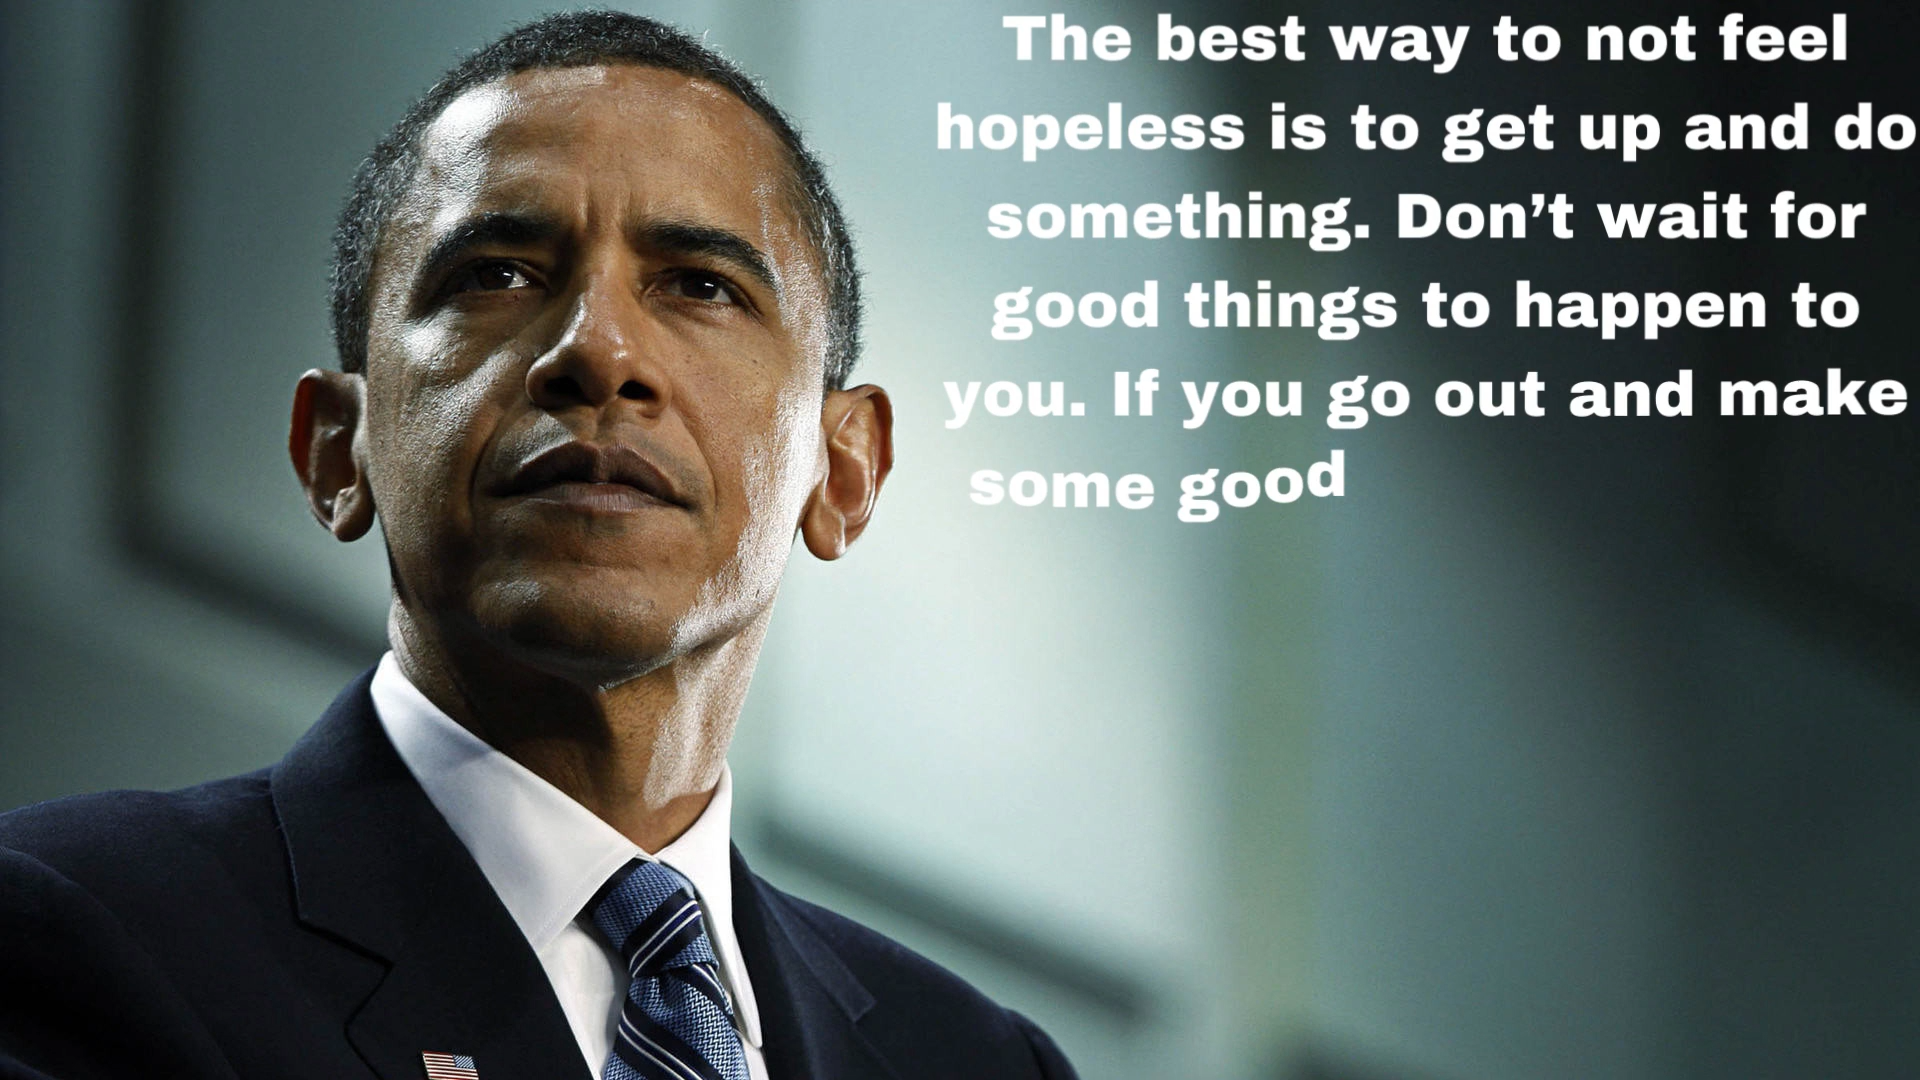 The best way to not feel
hopeless is to get up and do
something. Don’t wait for
good things to happen to
you. If you go out and make
some good